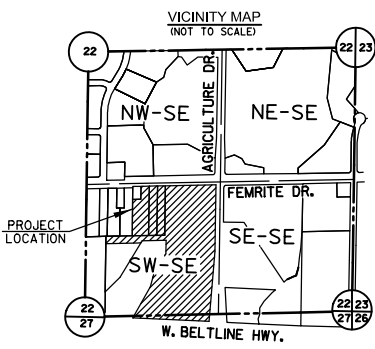 VICINITY MAP
(NOT TO SCALE)
22
22 23
NW-SE
AGRICULTURE DR.
NE-SE
FEMRITE DR.
PROJECT
LOCATION
SW-SE
SE-SE
22
27
22 23
27 26
W. BELTLINE HWY.